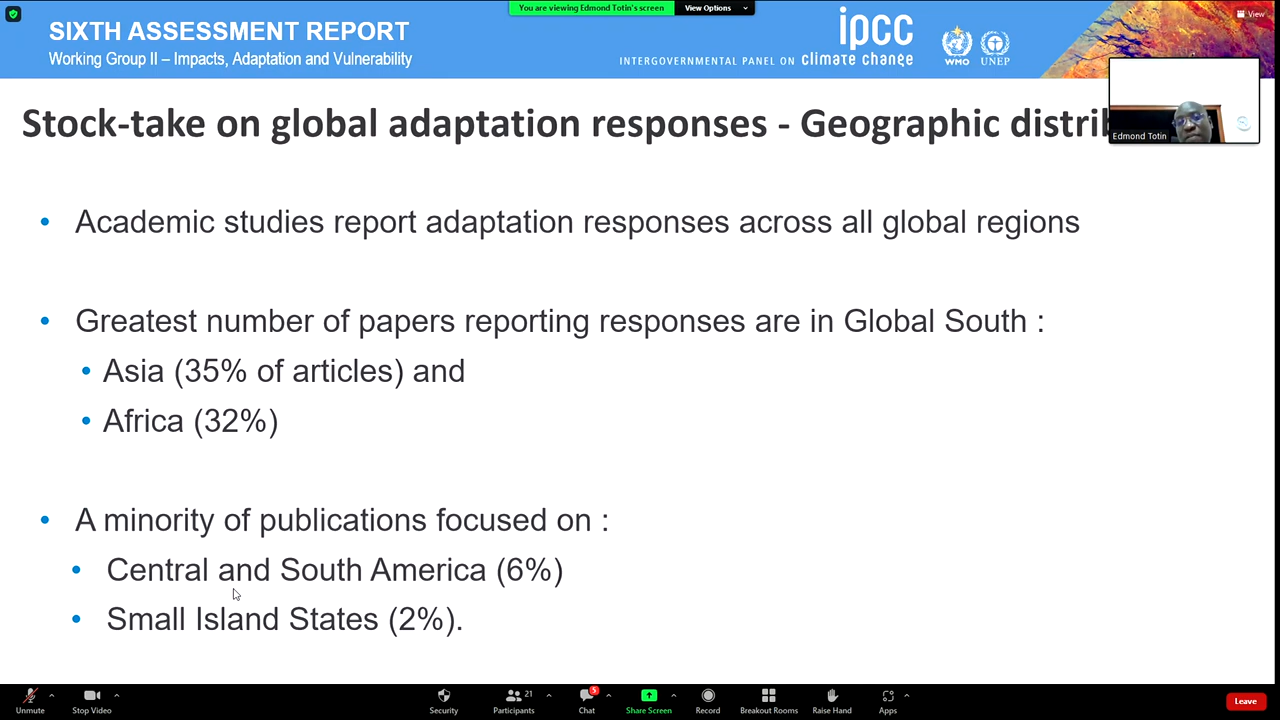 You are viewing Edmond Totin's screen
View Options
View
SIXTH ASSESSMENT REPORT
Working Group II – Impacts, Adaptation and Vulnerability
ipcc
INTERGOVERNMENTAL PANEL ON climate change
WMO
UNEP
Stock-take on global adaptation responses - Geographic distrib
Edmond Totin
• Academic studies report adaptation responses across all global regions
• Greatest number of papers reporting responses are in Global South :
• Asia (35% of articles) and
• Africa (32%)
• A minority of publications focused on :
• Central and South America (6%)
• Small Island States (2%).
Unmute
Stop Video
Security
Participants
21
Chat
5
Share Screen
Record
Breakout Rooms
Raise Hand
Apps
Leave